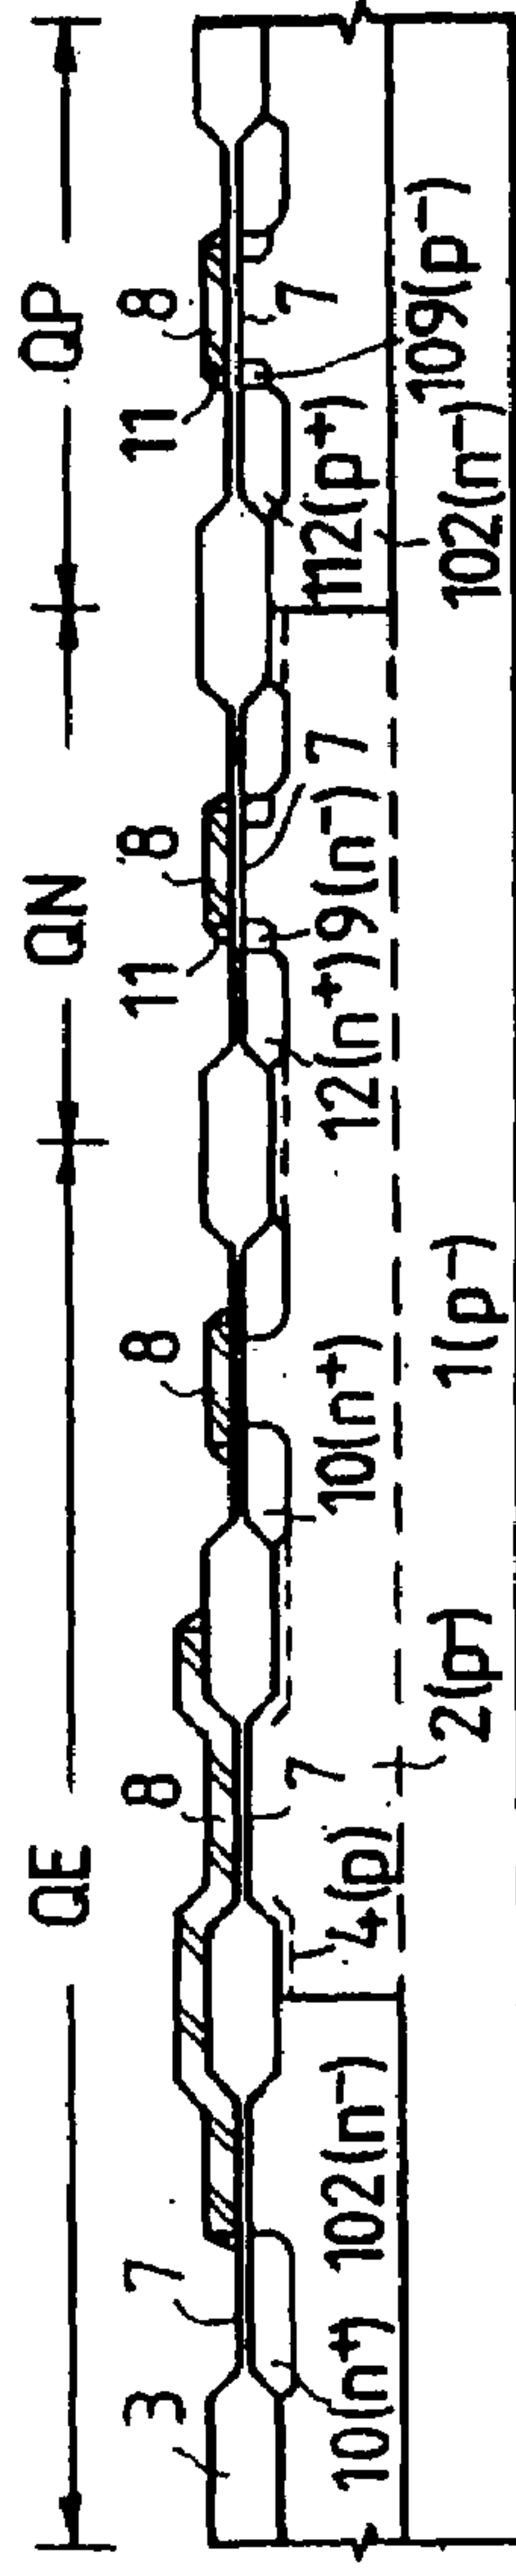 QE QN QP
3 7 8 8 11 8 11 8
10(n⁺) 102(n⁻) 4(p) 7 10(n⁺) 12(n⁺) 9(n⁻) 7 112(p⁺) 7
2(p) 1(p⁻) 102(n⁻) 109(p⁻)